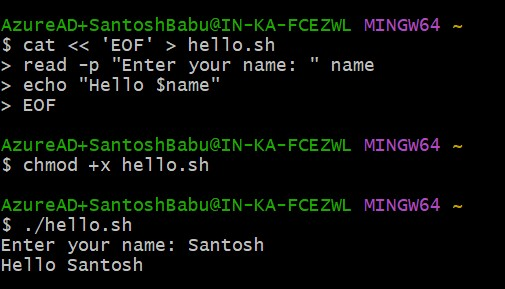 AzureAD+SantoshBabu@IN-KA-FCEZWL MINGW64 ~
$ cat << 'EOF' > hello.sh
> read -p "Enter your name: " name
> echo "Hello $name"
> EOF
AzureAD+SantoshBabu@IN-KA-FCEZWL MINGW64 ~
$ chmod +x hello.sh
AzureAD+SantoshBabu@IN-KA-FCEZWL MINGW64 ~
$ ./hello.sh
Enter your name: Santosh
Hello Santosh